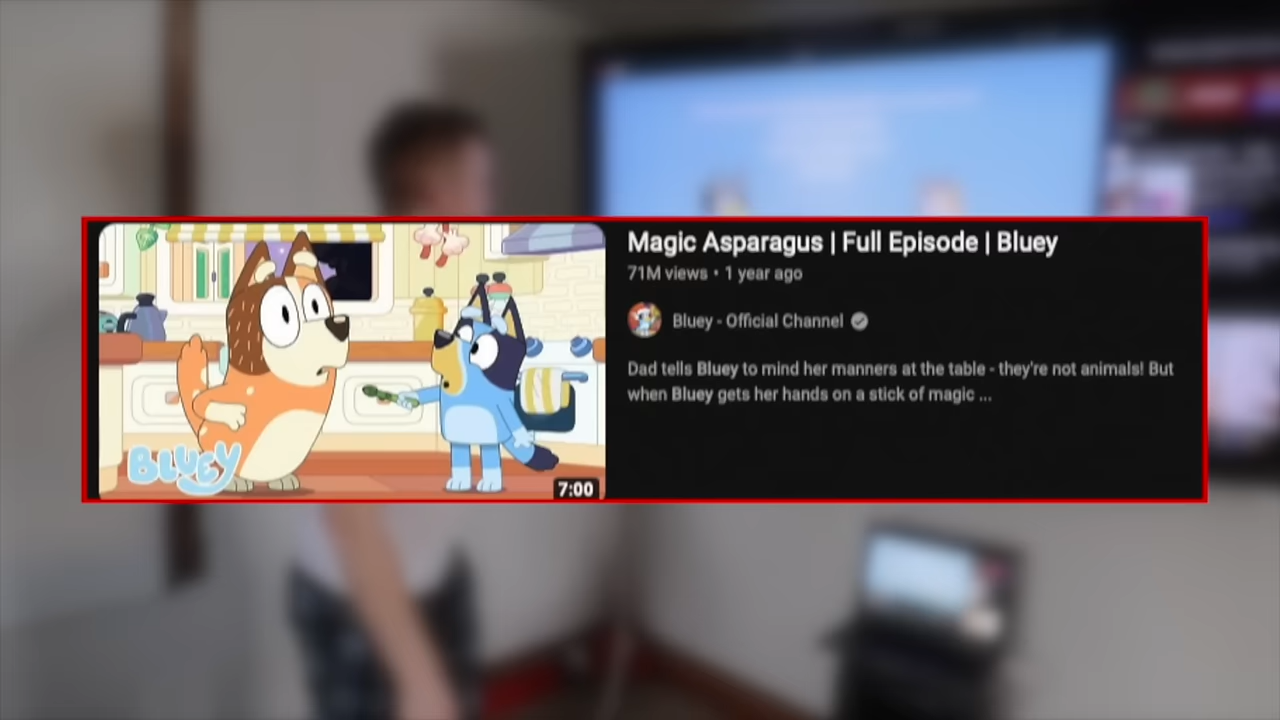 Magic Asparagus | Full Episode | Bluey
71M views • 1 year ago
Bluey - Official Channel
Dad tells Bluey to mind her manners at the table - they're not animals! But
when Bluey gets her hands on a stick of magic ...
BLUEY
7:00